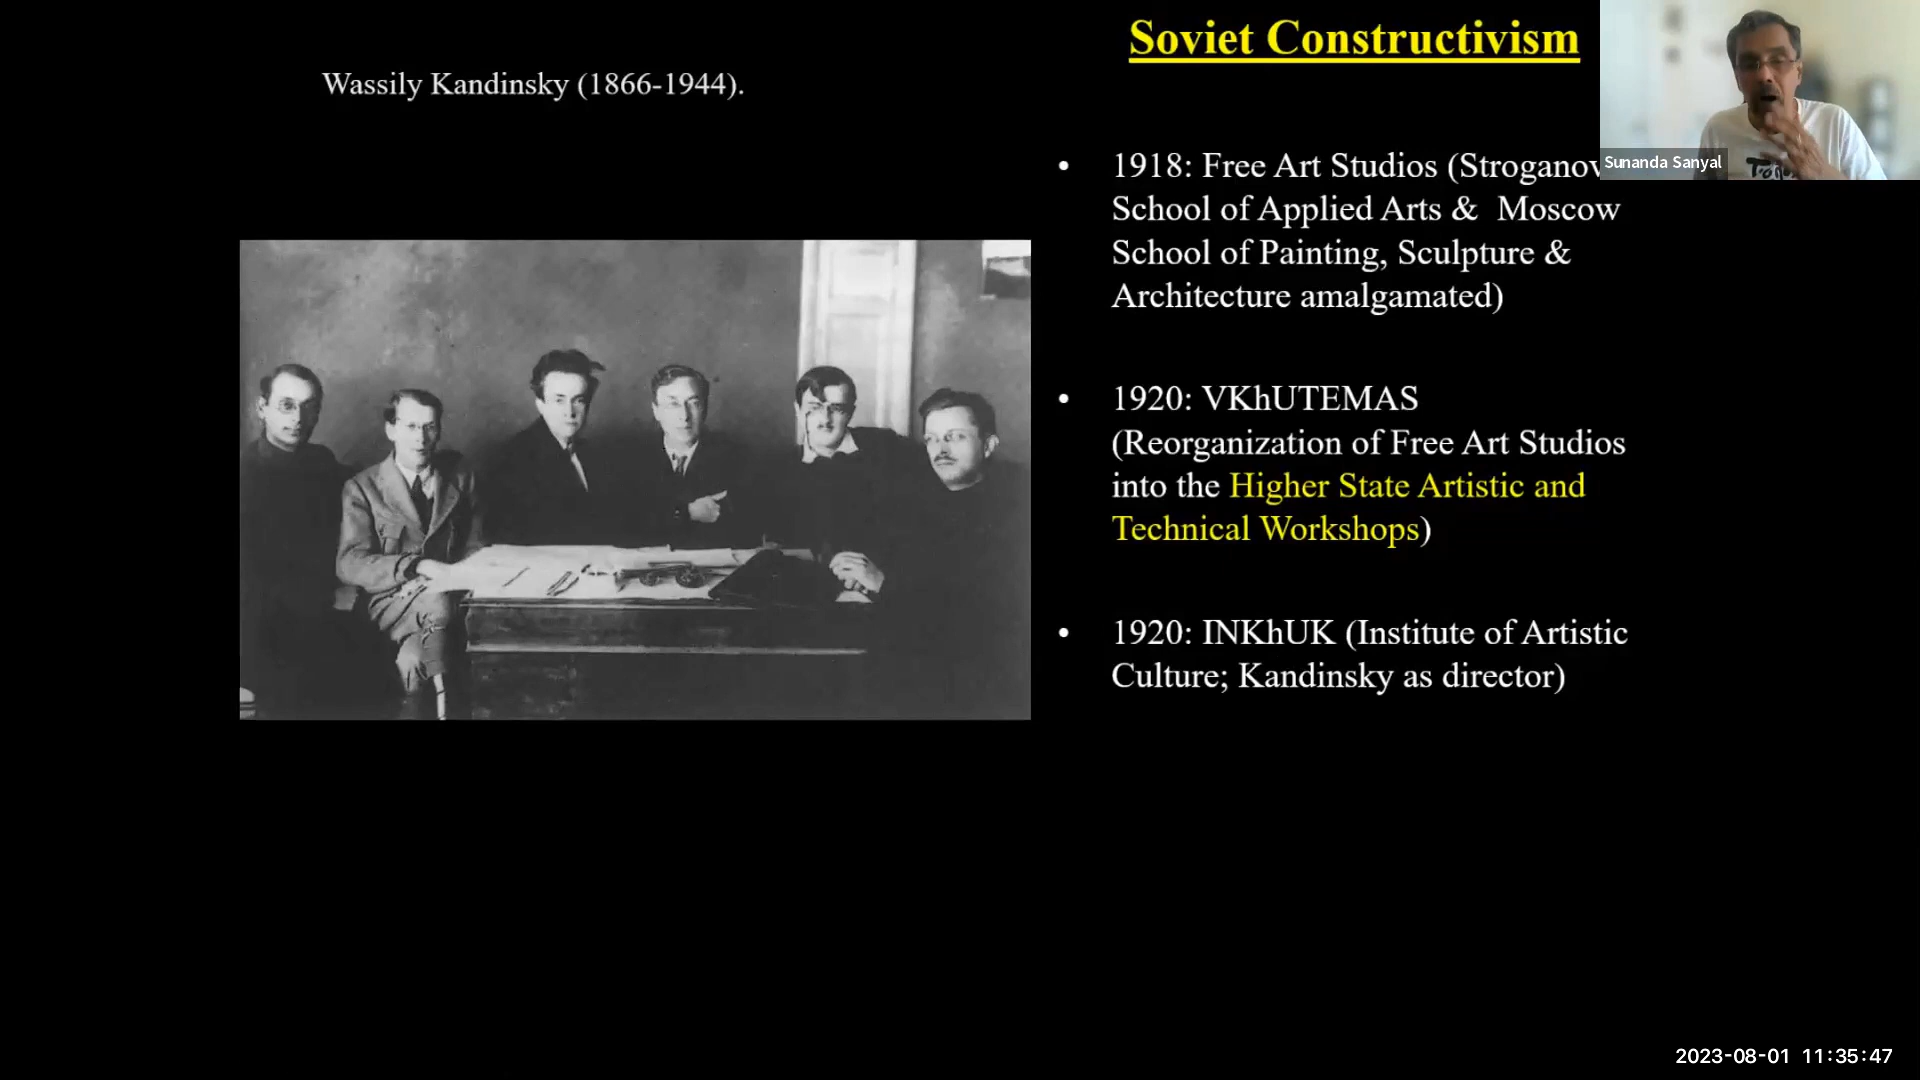 Soviet Constructivism
Wassily Kandinsky (1866-1944).
• 1918: Free Art Studios (Stroganov
School of Applied Arts & Moscow
School of Painting, Sculpture &
Architecture amalgamated)
• 1920: VKhUTEMAS
(Reorganization of Free Art Studios
into the Higher State Artistic and
Technical Workshops)
• 1920: INKhUK (Institute of Artistic
Culture; Kandinsky as director)
Sunanda Sanyal
2023-08-01 11:35:47